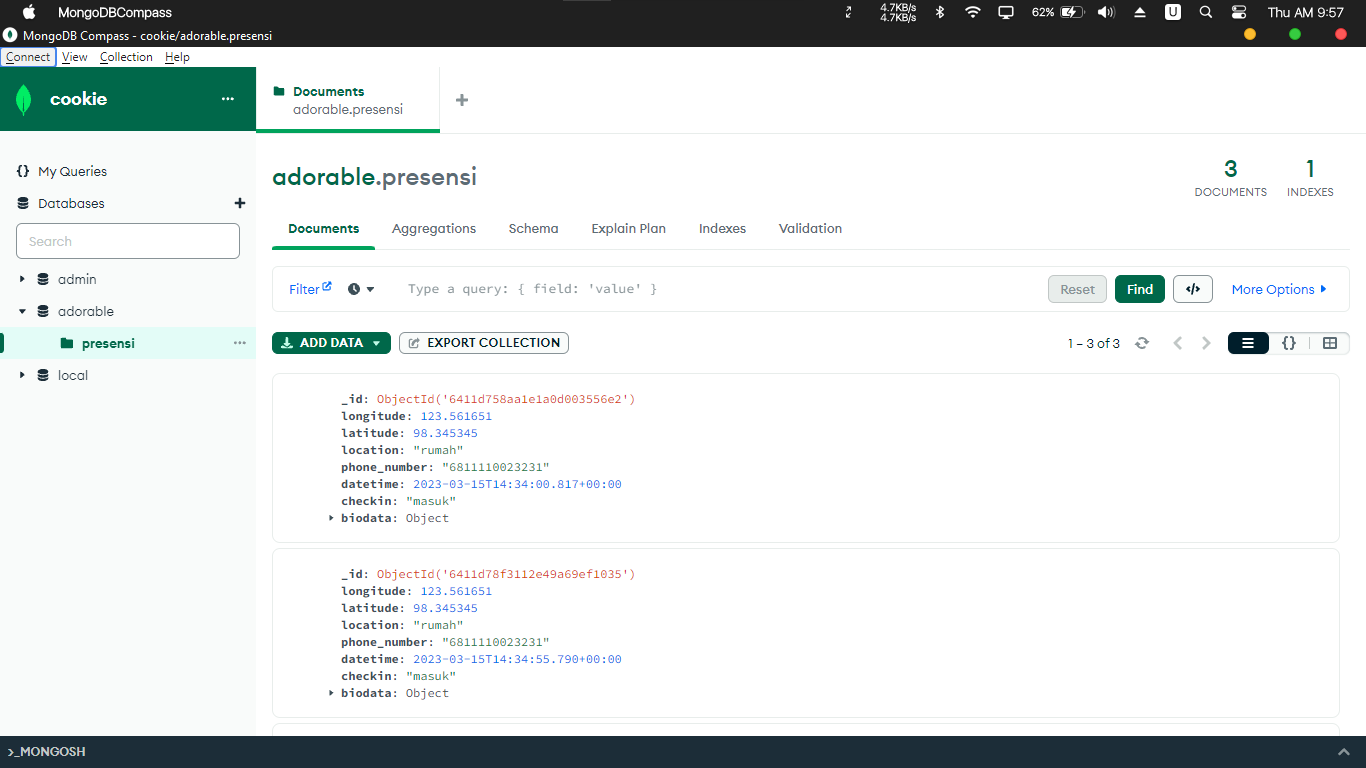 MongoDBCompass
4.7KB/s
4.7KB/s
62%
U
Thu AM 9:57
MongoDB Compass - cookie/adorable.presensi
Connect View Collection Help
cookie
Documents
adorable.presensi
My Queries
Databases
Search
admin
adorable
presensi
local
adorable.presensi
3
DOCUMENTS
1
INDEXES
Documents Aggregations Schema Explain Plan Indexes Validation
Filter
Type a query: { field: 'value' }
Reset
Find
</>
More Options
ADD DATA
EXPORT COLLECTION
1 – 3 of 3
{}
_id: ObjectId('6411d758aa1e1a0d003556e2')
longitude: 123.561651
latitude: 98.345345
location: "rumah"
phone_number: "6811110023231"
datetime: 2023-03-15T14:34:00.817+00:00
checkin: "masuk"
biodata: Object
_id: ObjectId('6411d78f3112e49a69ef1035')
longitude: 123.561651
latitude: 98.345345
location: "rumah"
phone_number: "6811110023231"
datetime: 2023-03-15T14:34:55.790+00:00
checkin: "masuk"
biodata: Object
>_MONGOSH